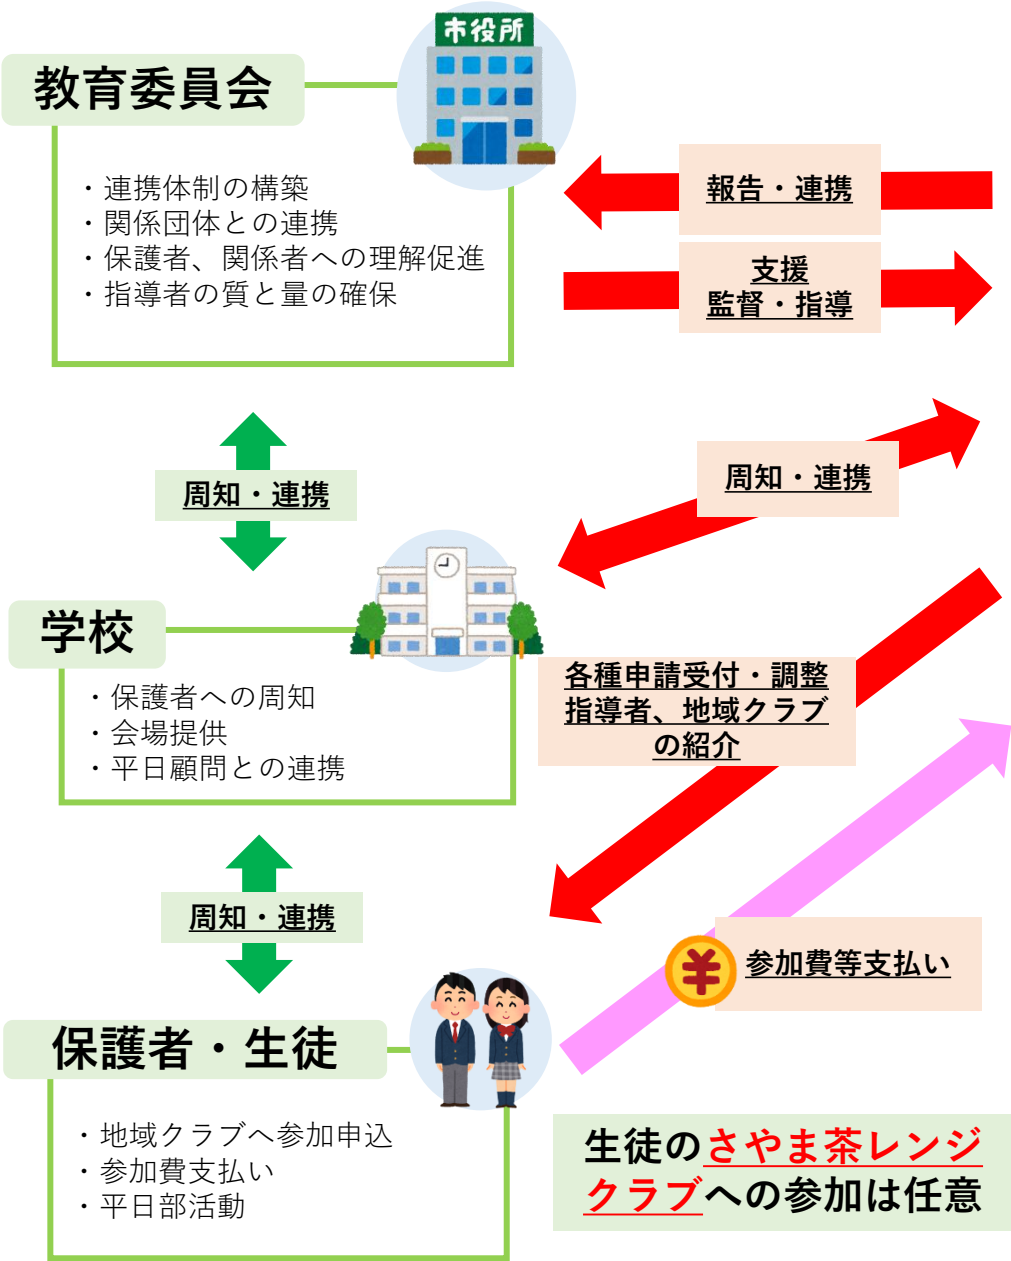 市役所
教育委員会
・連携体制の構築
・関係団体との連携
・保護者、関係者への理解促進
・指導者の質と量の確保
報告・連携
支援
監督・指導
周知・連携
周知・連携
学校
・保護者への周知
・会場提供
・平日顧問との連携
各種申請受付・調整
指導者、地域クラブ
の紹介
周知・連携
¥
参加費等支払い
保護者・生徒
・地域クラブへ参加申込
・参加費支払い
・平日部活動
生徒のさやま茶レンジ
クラブへの参加は任意